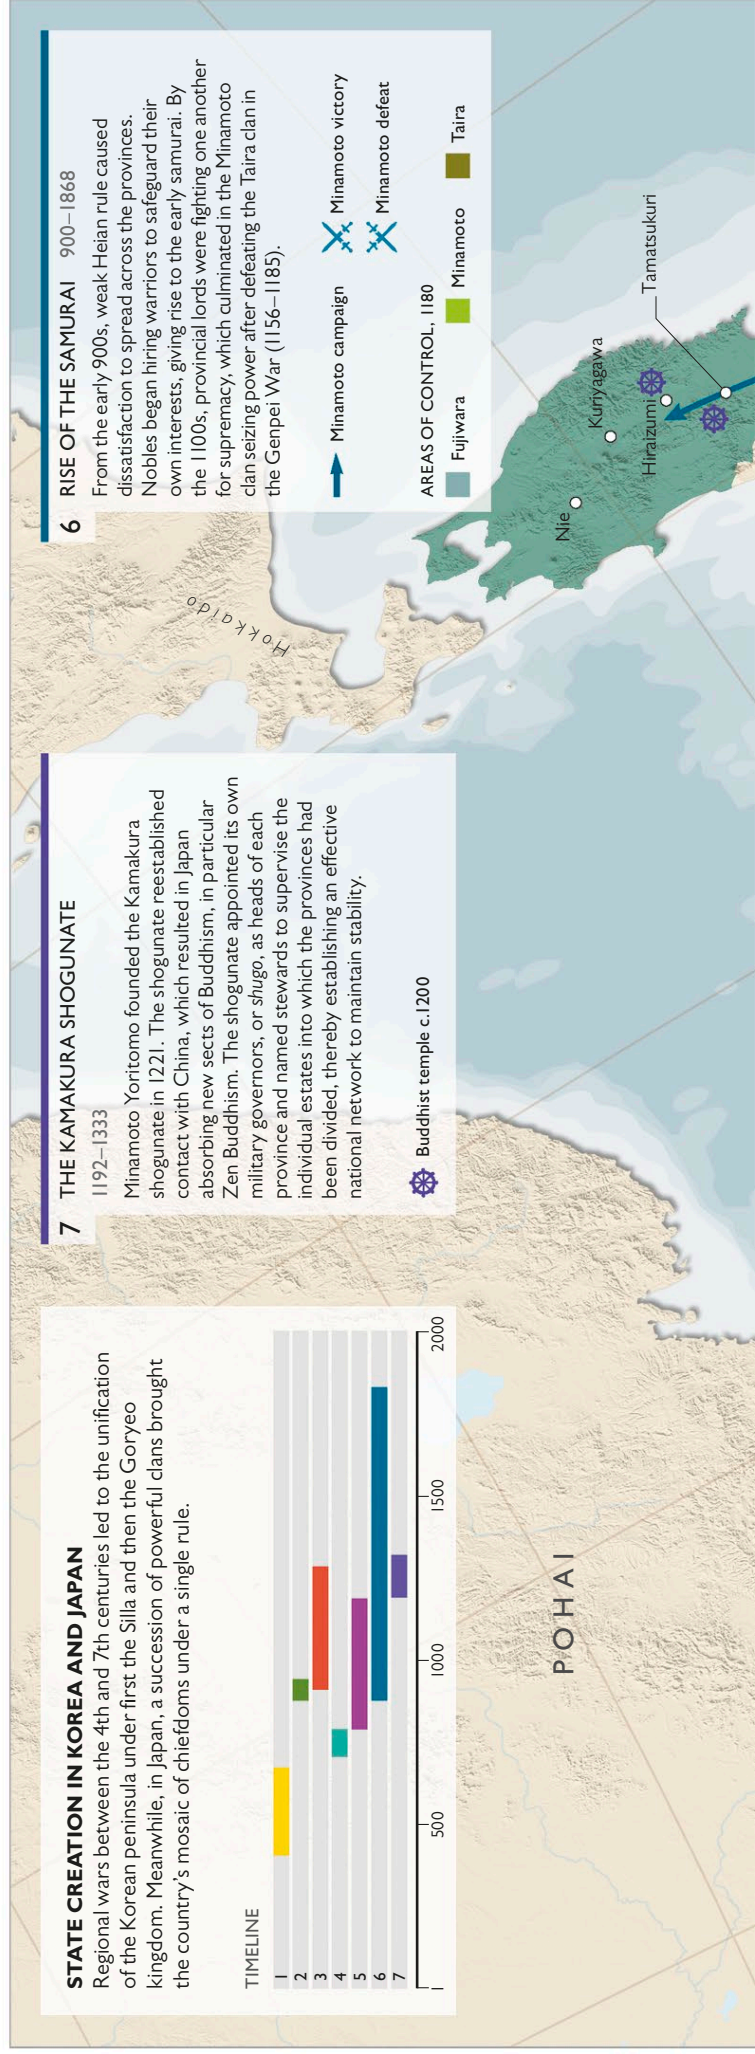 STATE CREATION IN KOREA AND JAPAN
Regional wars between the 4th and 7th centuries led to the unification
of the Korean peninsula under first the Silla and then the Goryeo
kingdom. Meanwhile, in Japan, a succession of powerful clans brought
the country's mosaic of chiefdoms under a single rule.
TIMELINE
1
2
3
4
5
6
7
1 500 1000 1500 2000
7 THE KAMAKURA SHOGUNATE
1192–1333
Minamoto Yoritomo founded the Kamakura
shogunate in 1221. The shogunate reestablished
contact with China, which resulted in Japan
absorbing new sects of Buddhism, in particular
Zen Buddhism. The shogunate appointed its own
military governors, or shugo, as heads of each
province and named stewards to supervise the
individual estates into which the provinces had
been divided, thereby establishing an effective
national network to maintain stability.
Buddhist temple c.1200
6 RISE OF THE SAMURAI 900–1868
From the early 900s, weak Heian rule caused
dissatisfaction to spread across the provinces.
Nobles began hiring warriors to safeguard their
own interests, giving rise to the early samurai. By
the 1100s, provincial lords were fighting one another
for supremacy, which culminated in the Minamoto
clan seizing power after defeating the Taira clan in
the Genpei War (1156–1185).
Minamoto campaign
Minamoto victory
Minamoto defeat
AREAS OF CONTROL, 1180
Fujiwara Minamoto Taira
Hokkaido
POHAI
Nie
Kuriyagawa
Hiraizumi
Tamatsukuri